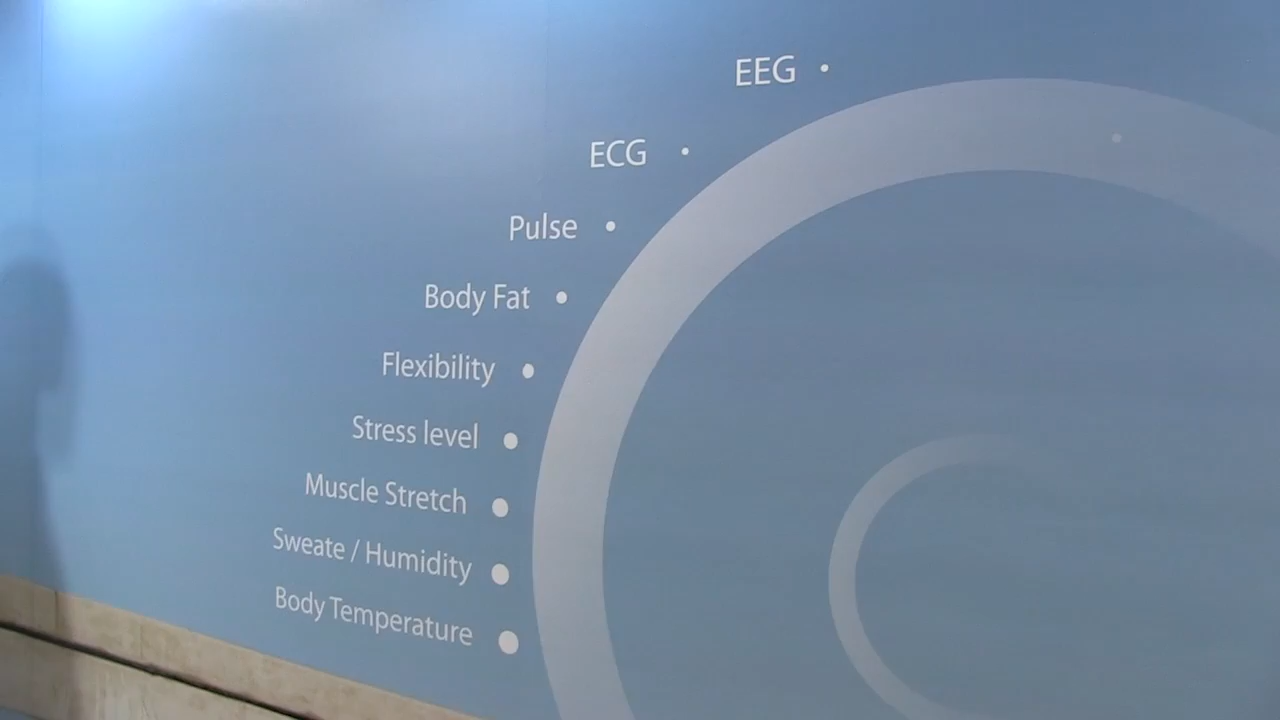 EEG
ECG
Pulse
Body Fat
Flexibility
Stress level
Muscle Stretch
Sweate / Humidity
Body Temperature